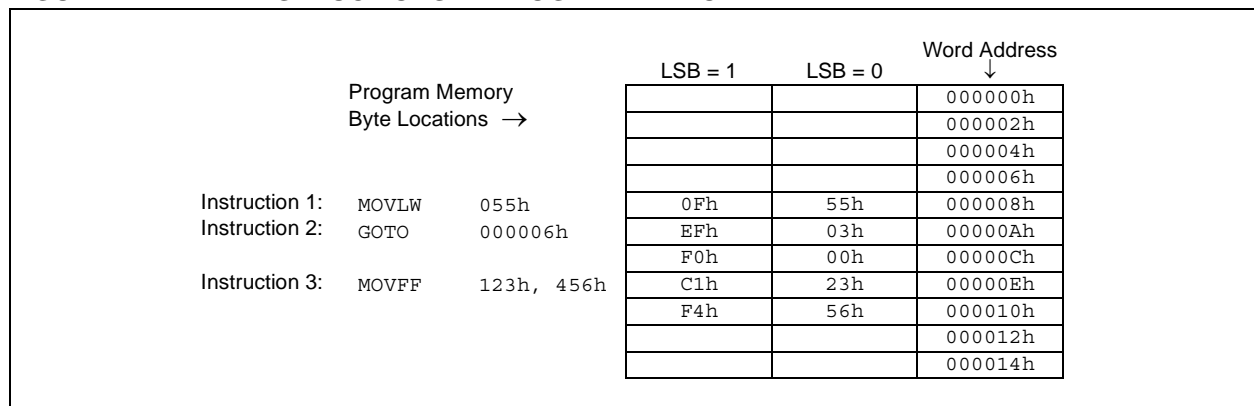 Word Address
LSB = 1 LSB = 0 ↓
Program Memory 000000h
Byte Locations → 000002h
000004h
000006h
Instruction 1: MOVLW 055h 0Fh 55h 000008h
Instruction 2: GOTO 000006h EFh 03h 00000Ah
F0h 00h 00000Ch
Instruction 3: MOVFF 123h, 456h C1h 23h 00000Eh
F4h 56h 000010h
000012h
000014h